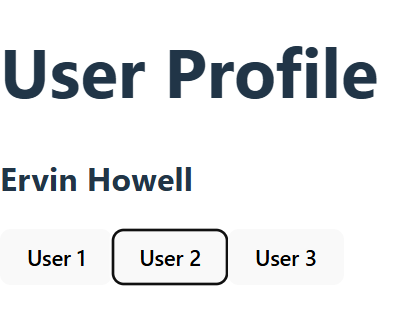 User Profile
Ervin Howell
User 1 User 2 User 3